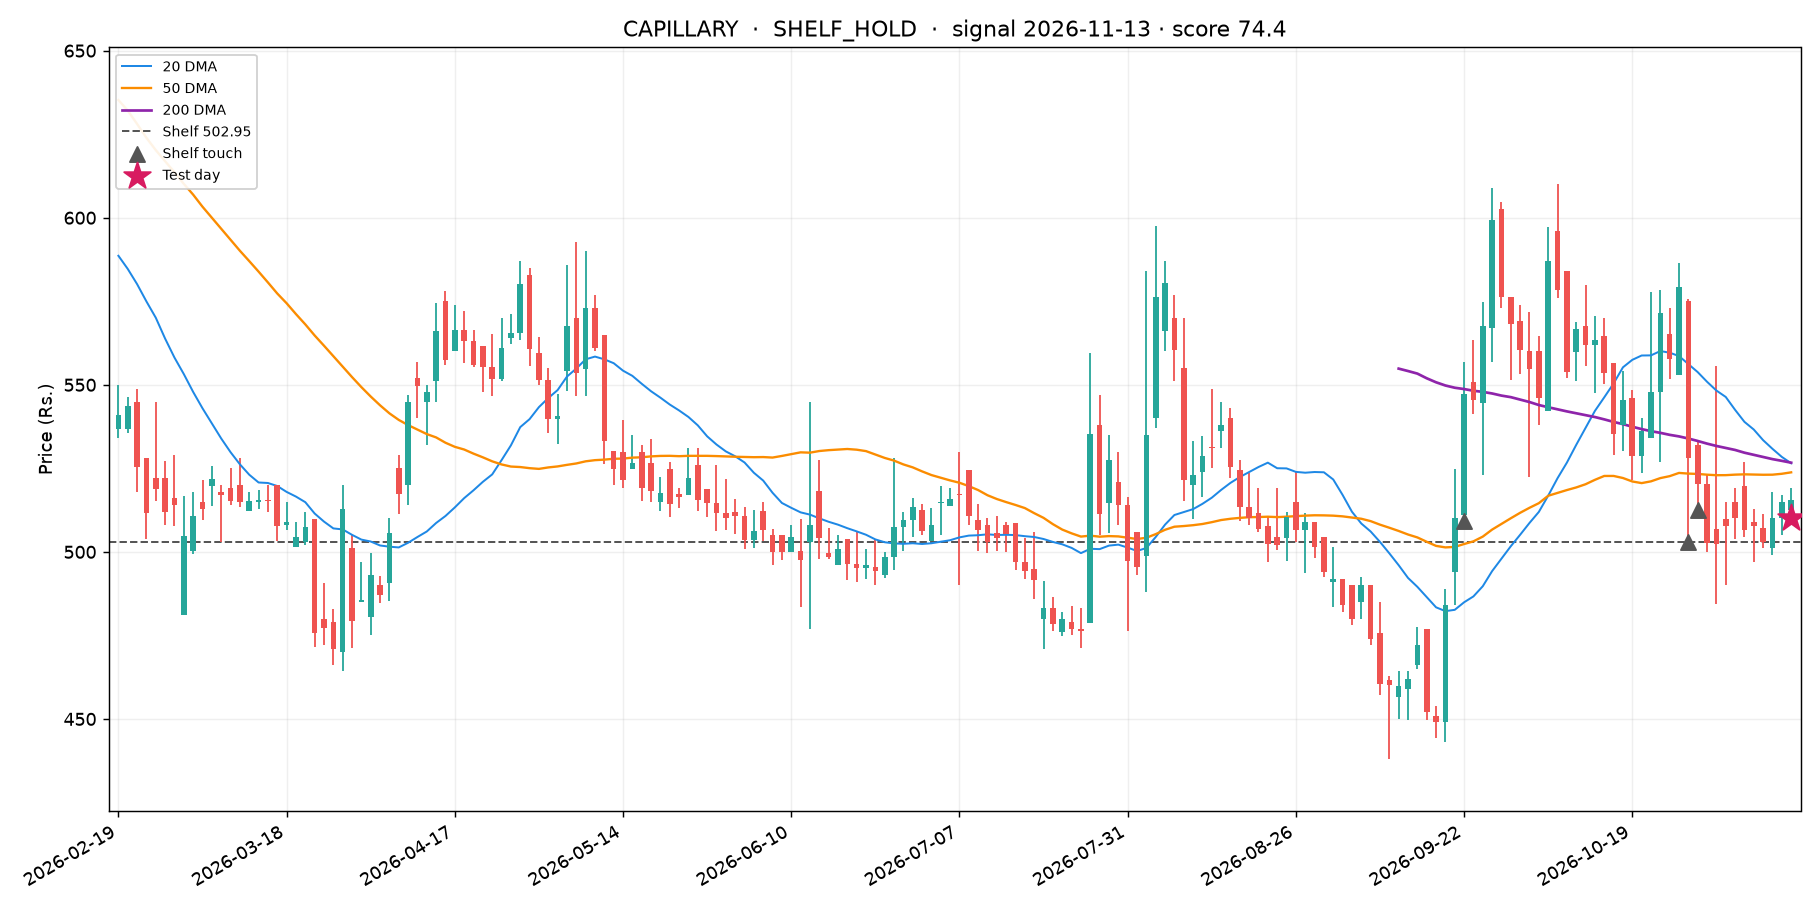 CAPILLARY · SHELF_HOLD · signal 2026-11-13 · score 74.4
20 DMA
50 DMA
200 DMA
Shelf 502.95
Shelf touch
Test day
Price (Rs.)
650
600
550
500
450
2026-02-19
2026-03-18
2026-04-17
2026-05-14
2026-06-10
2026-07-07
2026-07-31
2026-08-26
2026-09-22
2026-10-19